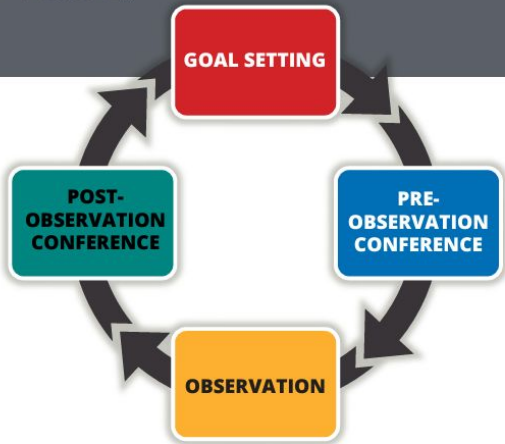 GOAL SETTING
PRE-
OBSERVATION
CONFERENCE
OBSERVATION
POST-
OBSERVATION
CONFERENCE